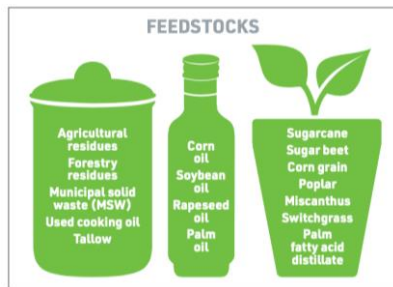 FEEDSTOCKS
Agricultural
residues
Forestry
residues
Municipal solid
waste (MSW)
Used cooking oil
Tallow
Corn
oil
Soybean
oil
Rapeseed
oil
Palm
oil
Sugarcane
Sugar beet
Corn grain
Poplar
Miscanthus
Switchgrass
Palm
fatty acid
distillate